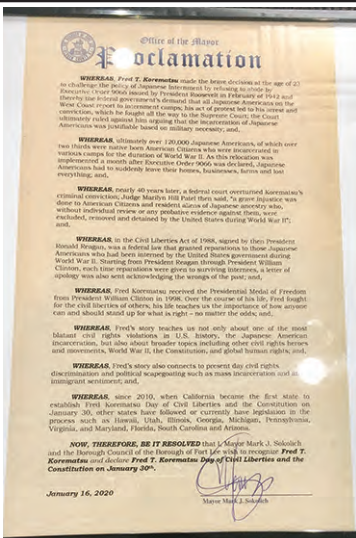 Office of the Mayor
Proclamation
WHEREAS, Fred T. Korematsu made the brave decision at the age of 23
to challenge the policy of Japanese internment by refusing to abide by
Executive Order 9066 issued by President Roosevelt in February of 1942 and
thereby the federal government's demand that all Japanese Americans on the
West Coast report to internment camps; his act of protest led to his arrest and
conviction, which he fought all the way to the Supreme Court; the Court
ultimately ruled against him arguing that the incarceration of Japanese
Americans was justifiable based on military necessity; and,
WHEREAS, ultimately over 120,000 Japanese Americans, of which over
two thirds were native born American Citizens who were incarcerated in
various camps for the duration of World War II. As this relocation was
implemented a month after Executive Order 9066 was declared, Japanese
Americans had to suddenly leave their homes, businesses, farms and lost
everything; and,
WHEREAS, nearly 40 years later, a federal court overturned Korematsu's
criminal conviction; Judge Marilyn Hill Patel then said, "a grave injustice was
done to American Citizens and resident aliens of Japanese ancestry who,
without individual review or any probative evidence against them, were
excluded, removed and detained by the United States during World War II";
and,
WHEREAS, in the Civil Liberties Act of 1988, signed by then President
Ronald Reagan, was a federal law that granted reparations to those Japanese
Americans who had been interned by the United States government during
World War II. Starting from President Reagan through President William
Clinton, each time reparations were given to surviving internees, a letter of
apology was also sent acknowledging the wrongs of the past; and,
WHEREAS, Fred Korematsu received the Presidential Medal of Freedom
from President William Clinton in 1998. Over the course of his life, Fred fought
for the civil liberties of others; his life teaches us the importance of how anyone
can and should stand up for what is right – no matter the odds; and,
WHEREAS, Fred's story teaches us not only about one of the most
blatant civil rights violations in U.S. history, the Japanese American
incarceration, but also about broader topics including other civil rights heroes
and movements, World War II, the Constitution, and global human rights; and,
WHEREAS, Fred's story also connects to present day civil rights
discrimination and political scapegoating such as mass incarceration and
immigrant sentiment; and,
WHEREAS, since 2010, when California became the first state to
establish Fred Korematsu Day of Civil Liberties and the Constitution on
January 30, other states have followed or currently have legislation in the
process such as Hawaii, Utah, Illinois, Georgia, Michigan, Pennsylvania,
Virginia, and Maryland, Florida, South Carolina and Arizona.
NOW, THEREFORE, BE IT RESOLVED that I, Mayor Mark J. Sokolich
and the Borough Council of the Borough of Fort Lee wish to recognize Fred T.
Korematsu and declare Fred T. Korematsu Day of Civil Liberties and the
Constitution on January 30th.
January 16, 2020
Mayor Mark J. Sokolich